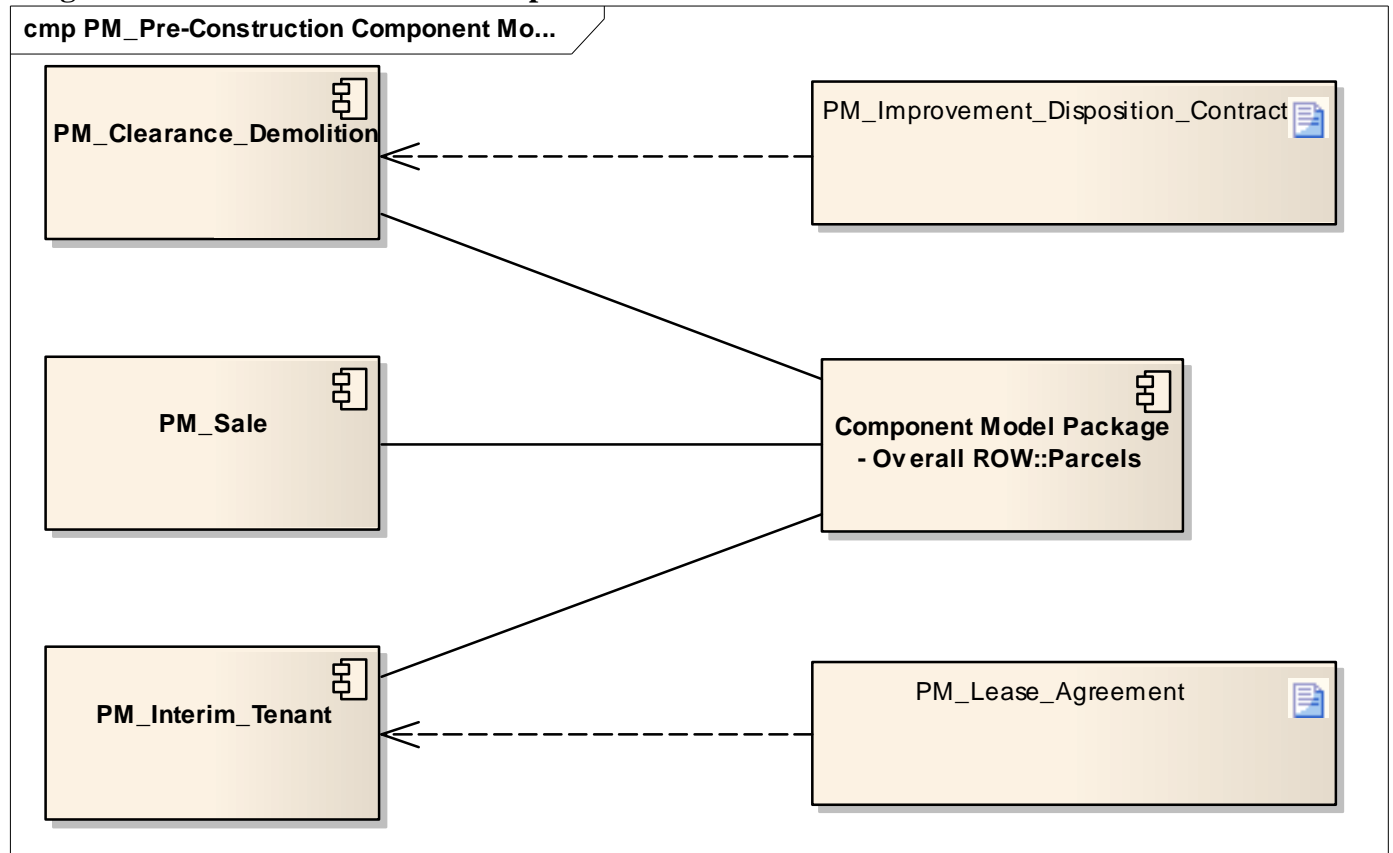 cmp PM_Pre-Construction Component Mo...
PM_Clearance_Demolition
PM_Improvement_Disposition_Contract
PM_Sale
Component Model Package
- Overall ROW::Parcels
PM_Interim_Tenant
PM_Lease_Agreement